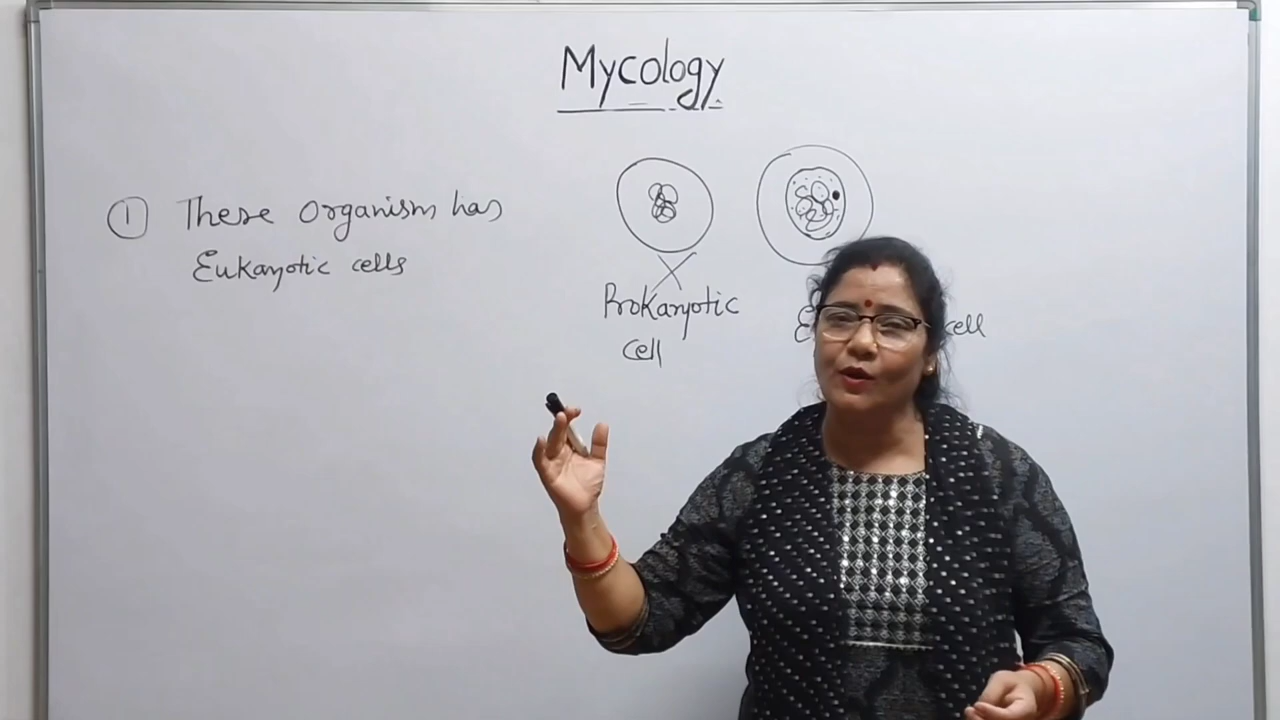 Mycology
① These Organism has
Eukaryotic cells
Prokaryotic
cell
cell